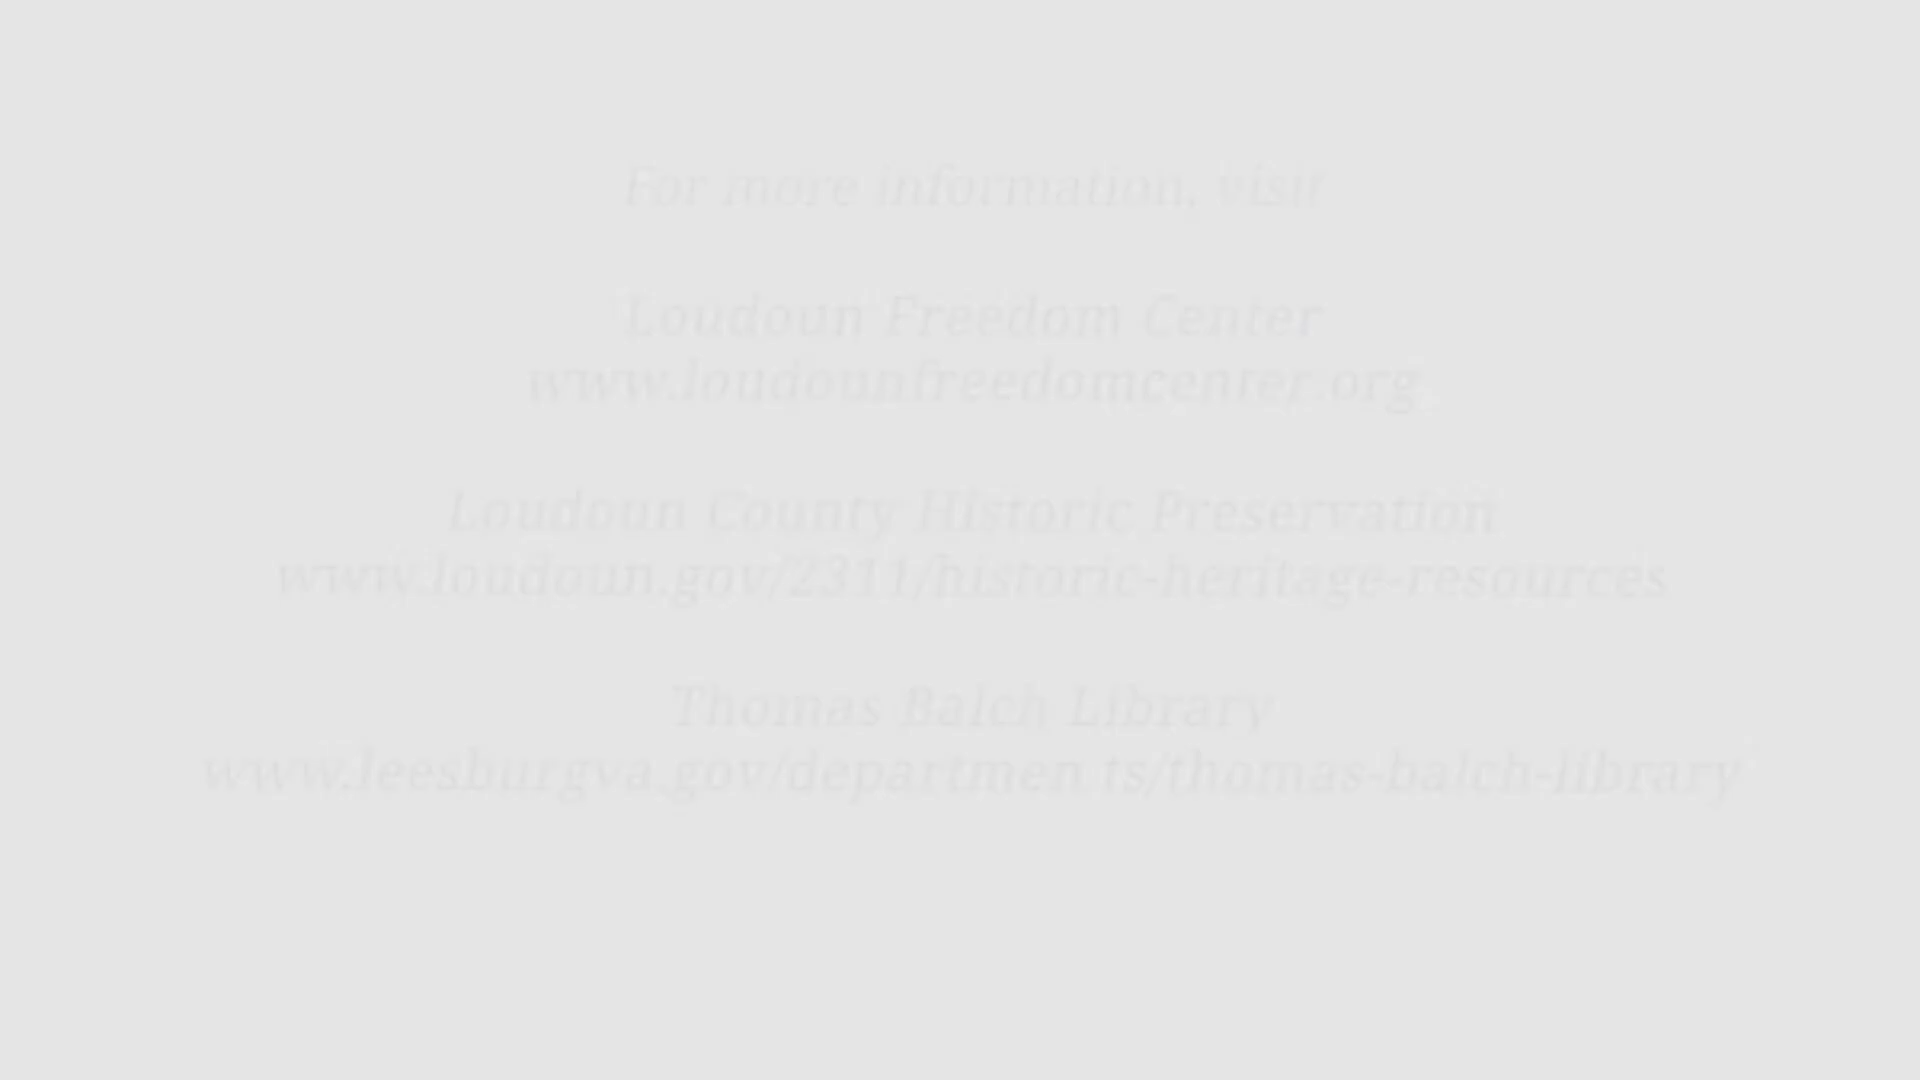 For more information, visit
Loudoun Freedom Center
www.loudounfreedomcenter.org
Loudoun County Historic Preservation
www.loudoun.gov/2311/historic-heritage-resources
Thomas Balch Library
www.leesburgva.gov/departmen ts/thomas-balch-library